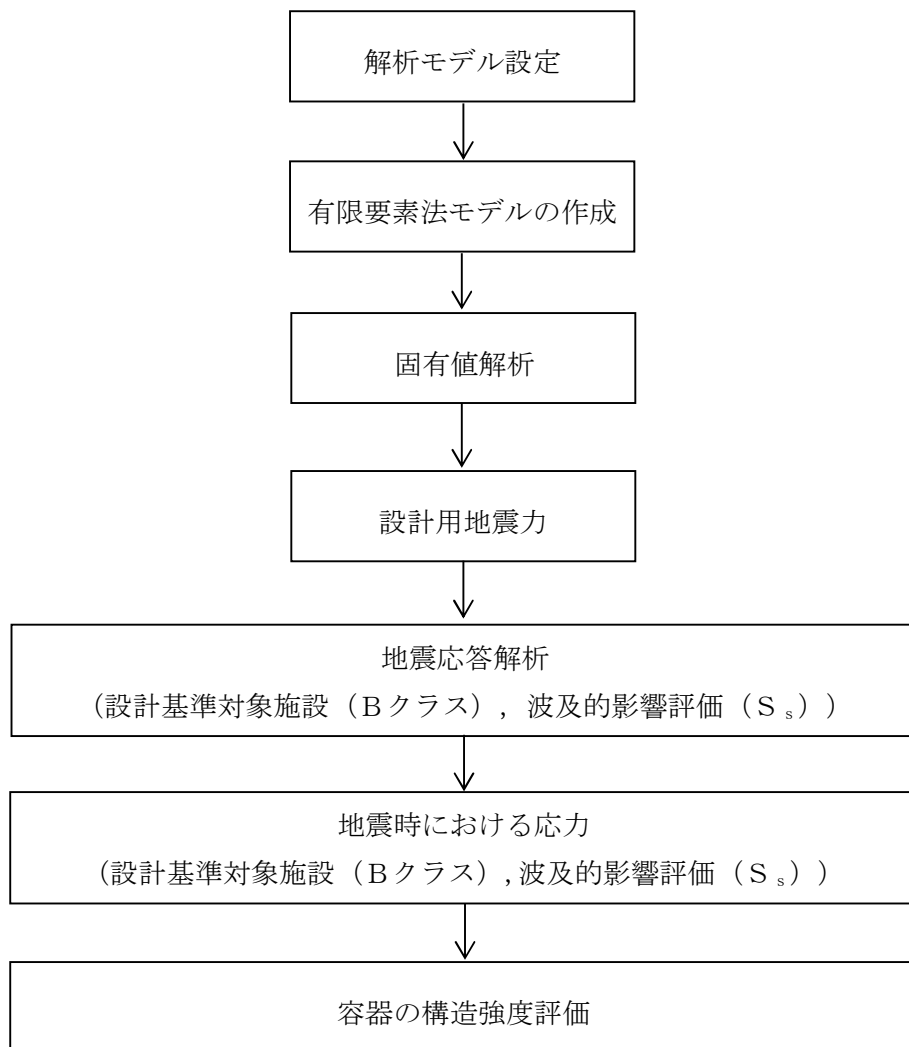 解析モデル設定
有限要素法モデルの作成
固有値解析
設計用地震力
地震応答解析
（設計基準対象施設（Ｂクラス），波及的影響評価（Ｓｓ））
地震時における応力
（設計基準対象施設（Ｂクラス）,波及的影響評価（Ｓｓ））
容器の構造強度評価